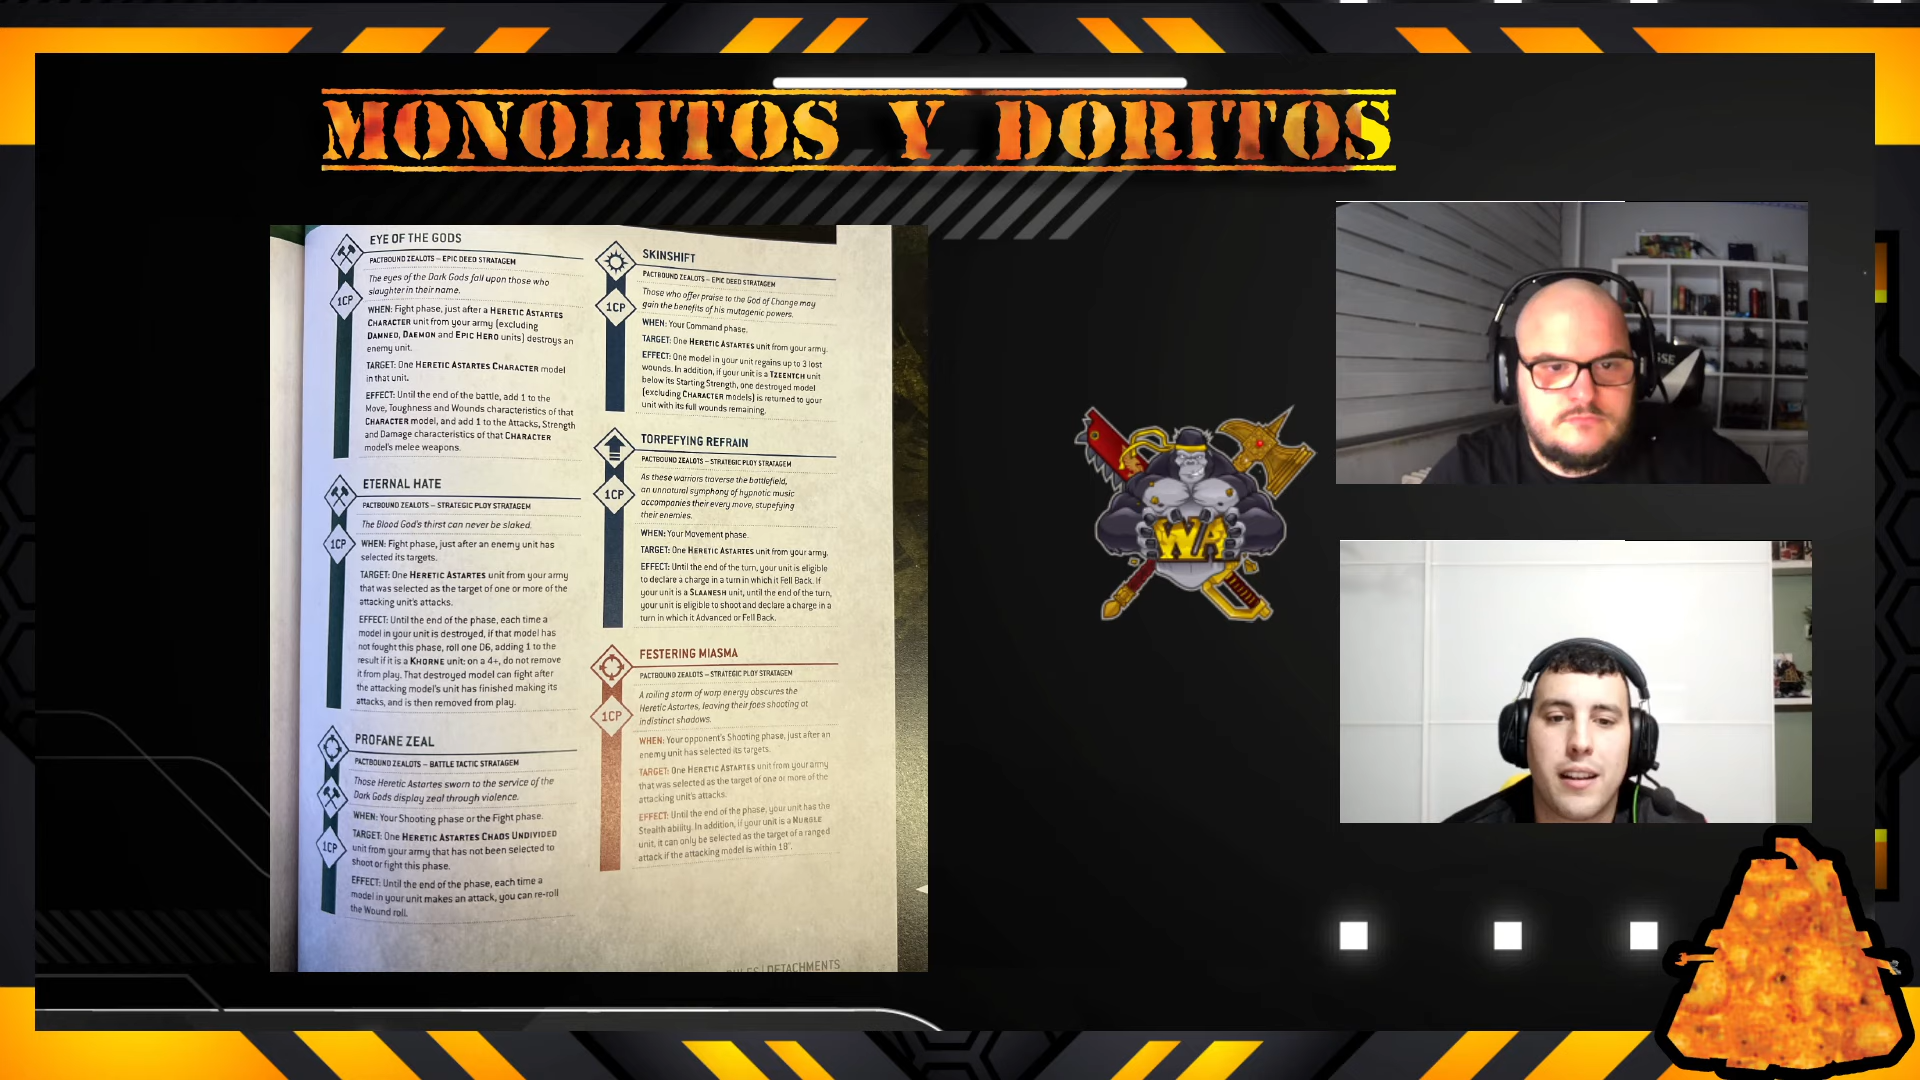 MONOLITOS Y DORITOS
EYE OF THE GODS
PACTBOUND ZEALOTS – EPIC DEED STRATAGEM
The eyes of the Dark Gods fall upon those who
slaughter in their name.
1CP
WHEN: Fight phase, just after a HERETIC ASTARTES
CHARACTER unit from your army (excluding
DAMNED, DAEMON and EPIC HERO units) destroys an
enemy unit.
TARGET: One HERETIC ASTARTES CHARACTER model
in that unit.
EFFECT: Until the end of the battle, add 1 to the
Move, Toughness and Wounds characteristics of that
CHARACTER model, and add 1 to the Attacks, Strength
and Damage characteristics of that CHARACTER
model's melee weapons.
ETERNAL HATE
PACTBOUND ZEALOTS – STRATEGIC PLOY STRATAGEM
The Blood God's thirst can never be slaked.
1CP
WHEN: Fight phase, just after an enemy unit has
selected its targets.
TARGET: One HERETIC ASTARTES unit from your army
that was selected as the target of one or more of the
attacking unit's attacks.
EFFECT: Until the end of the phase, each time a
model in your unit is destroyed, if that model has
not fought this phase, roll one D6, adding 1 to the
result if it is a KHORNE unit: on a 4+, do not remove
it from play. That destroyed model can fight after
the attacking model's unit has finished making its
attacks, and is then removed from play.
PROFANE ZEAL
PACTBOUND ZEALOTS – BATTLE TACTIC STRATAGEM
Those Heretic Astartes sworn to the service of the
Dark Gods display zeal through violence.
WHEN: Your Shooting phase or the Fight phase.
1CP
TARGET: One HERETIC ASTARTES CHAOS UNDIVIDED
unit from your army that has not been selected to
shoot or fight this phase.
EFFECT: Until the end of the phase, each time a
model in your unit makes an attack, you can re-roll
the Wound roll.
SKINSHIFT
PACTBOUND ZEALOTS – EPIC DEED STRATAGEM
Those who offer praise to the God of Change may
gain the benefits of his mutagenic powers.
1CP
WHEN: Your Command phase.
TARGET: One HERETIC ASTARTES unit from your army.
EFFECT: One model in your unit regains up to 3 lost
wounds. In addition, if your unit is a TZEENTCH unit
below its Starting Strength, one destroyed model
(excluding CHARACTER models) is returned to your
unit with its full wounds remaining.
TORPEFYING REFRAIN
PACTBOUND ZEALOTS – STRATEGIC PLOY STRATAGEM
As these warriors traverse the battlefield,
an unnatural symphony of hypnotic music
accompanies their every move, stupefying
their enemies.
1CP
WHEN: Your Movement phase.
TARGET: One HERETIC ASTARTES unit from your army.
EFFECT: Until the end of the turn, your unit is eligible
to declare a charge in a turn in which it Fell Back. If
your unit is a SLAANESH unit, until the end of the turn,
your unit is eligible to shoot and declare a charge in a
turn in which it Advanced or Fell Back.
FESTERING MIASMA
PACTBOUND ZEALOTS – STRATEGIC PLOY STRATAGEM
A roiling storm of warp energy obscures the
Heretic Astartes, leaving their foes shooting at
indistinct shadows.
1CP
WHEN: Your opponent's Shooting phase, just after an
enemy unit has selected its targets.
TARGET: One HERETIC ASTARTES unit from your army
that was selected as the target of one or more of the
attacking unit's attacks.
EFFECT: Until the end of the phase, your unit has the
Stealth ability. In addition, if your unit is a NURGLE
unit, it can only be selected as the target of a ranged
attack if the attacking model is within 18".
DETACHMENTS
WA